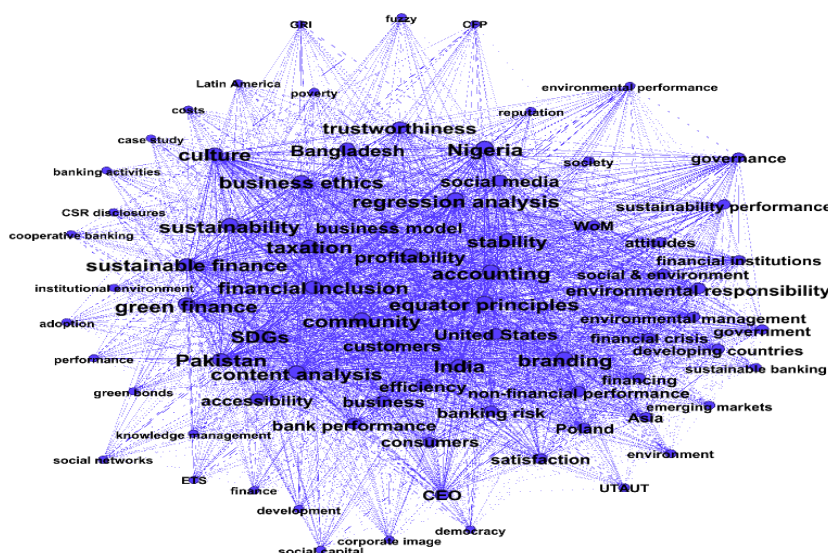 GRI
fuzzy
CFP
Latin America
poverty
environmental performance
costs
reputation
trustworthiness
case study
culture
Bangladesh
Nigeria
society
governance
banking activities
business ethics
social media
regression analysis
sustainability performance
CSR disclosures
sustainability
business model
WoM
cooperative banking
taxation
stability
attitudes
profitability
sustainable finance
accounting
financial institutions
social & environment
institutional environment
financial inclusion
environmental responsibility
green finance
equator principles
adoption
community
environmental management
SDGs
United States
government
financial crisis
customers
developing countries
performance
Pakistan
India
branding
sustainable banking
content analysis
financing
green bonds
efficiency
non-financial performance
accessibility
business
banking risk
emerging markets
Asia
knowledge management
bank performance
Poland
consumers
social networks
satisfaction
environment
ETS
finance
CEO
UTAUT
development
democracy
corporate image
social capital